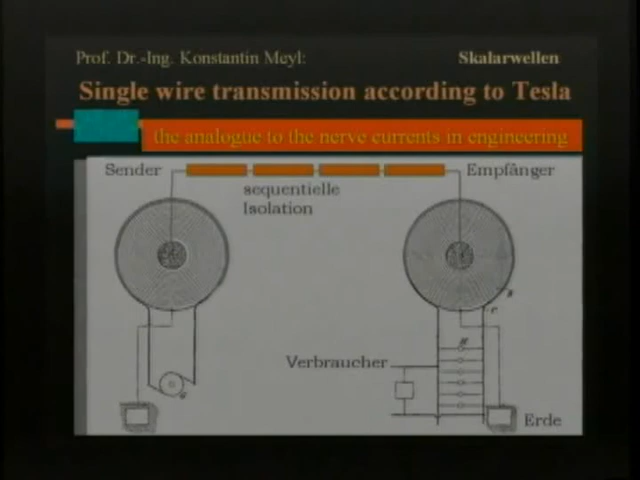 Prof. Dr.-Ing. Konstantin Meyl:
Skalarwellen
Single wire transmission according to Tesla
the analogue to the nerve currents in engineering
Sender
Empfänger
sequentielle
Isolation
Verbraucher
Erde